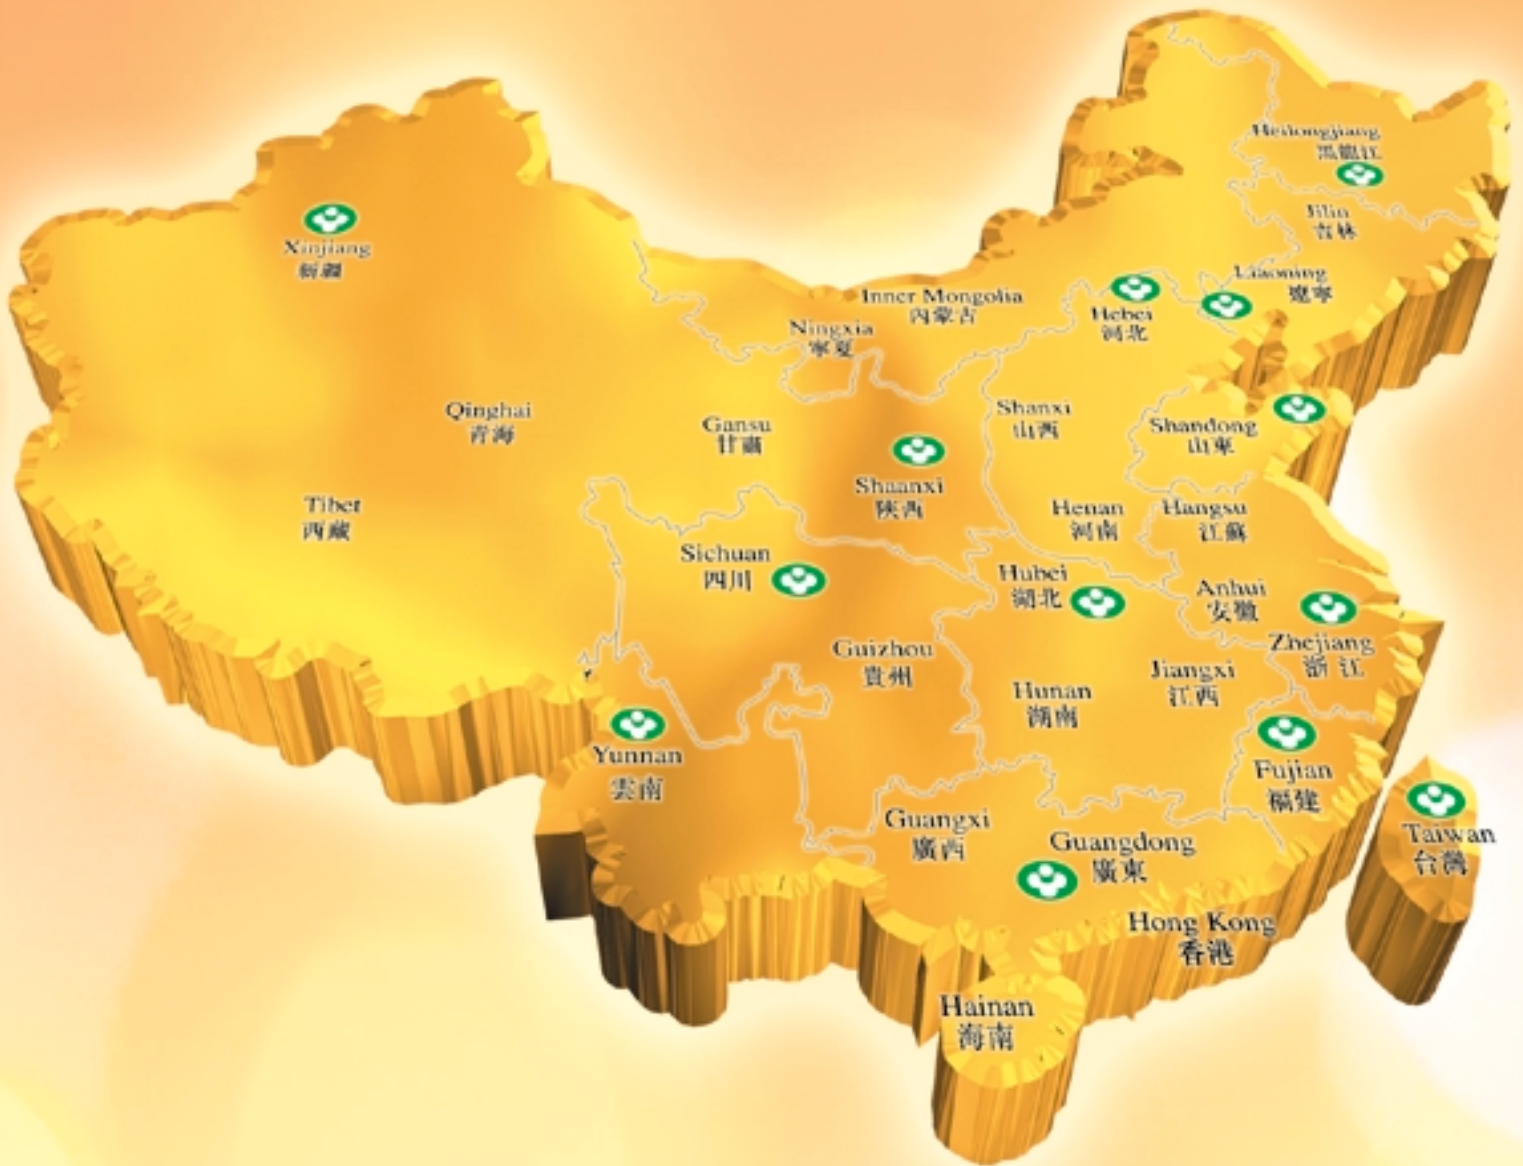 Heilongjiang
黑龍江
Jilin
吉林
Xinjiang
新疆
Liaoning
遼寧
Inner Mongolia
內蒙古
Hebei
河北
Ningxia
寧夏
Qinghai
青海
Gansu
甘肅
Shanxi
山西
Shandong
山東
Shaanxi
陝西
Tibet
西藏
Henan
河南
Hangsu
江蘇
Sichuan
四川
Hubei
湖北
Anhui
安徽
Zhejiang
浙江
Guizhou
貴州
Jiangxi
江西
Hunan
湖南
Yunnan
雲南
Fujian
福建
Guangxi
廣西
Guangdong
廣東
Taiwan
台灣
Hong Kong
香港
Hainan
海南